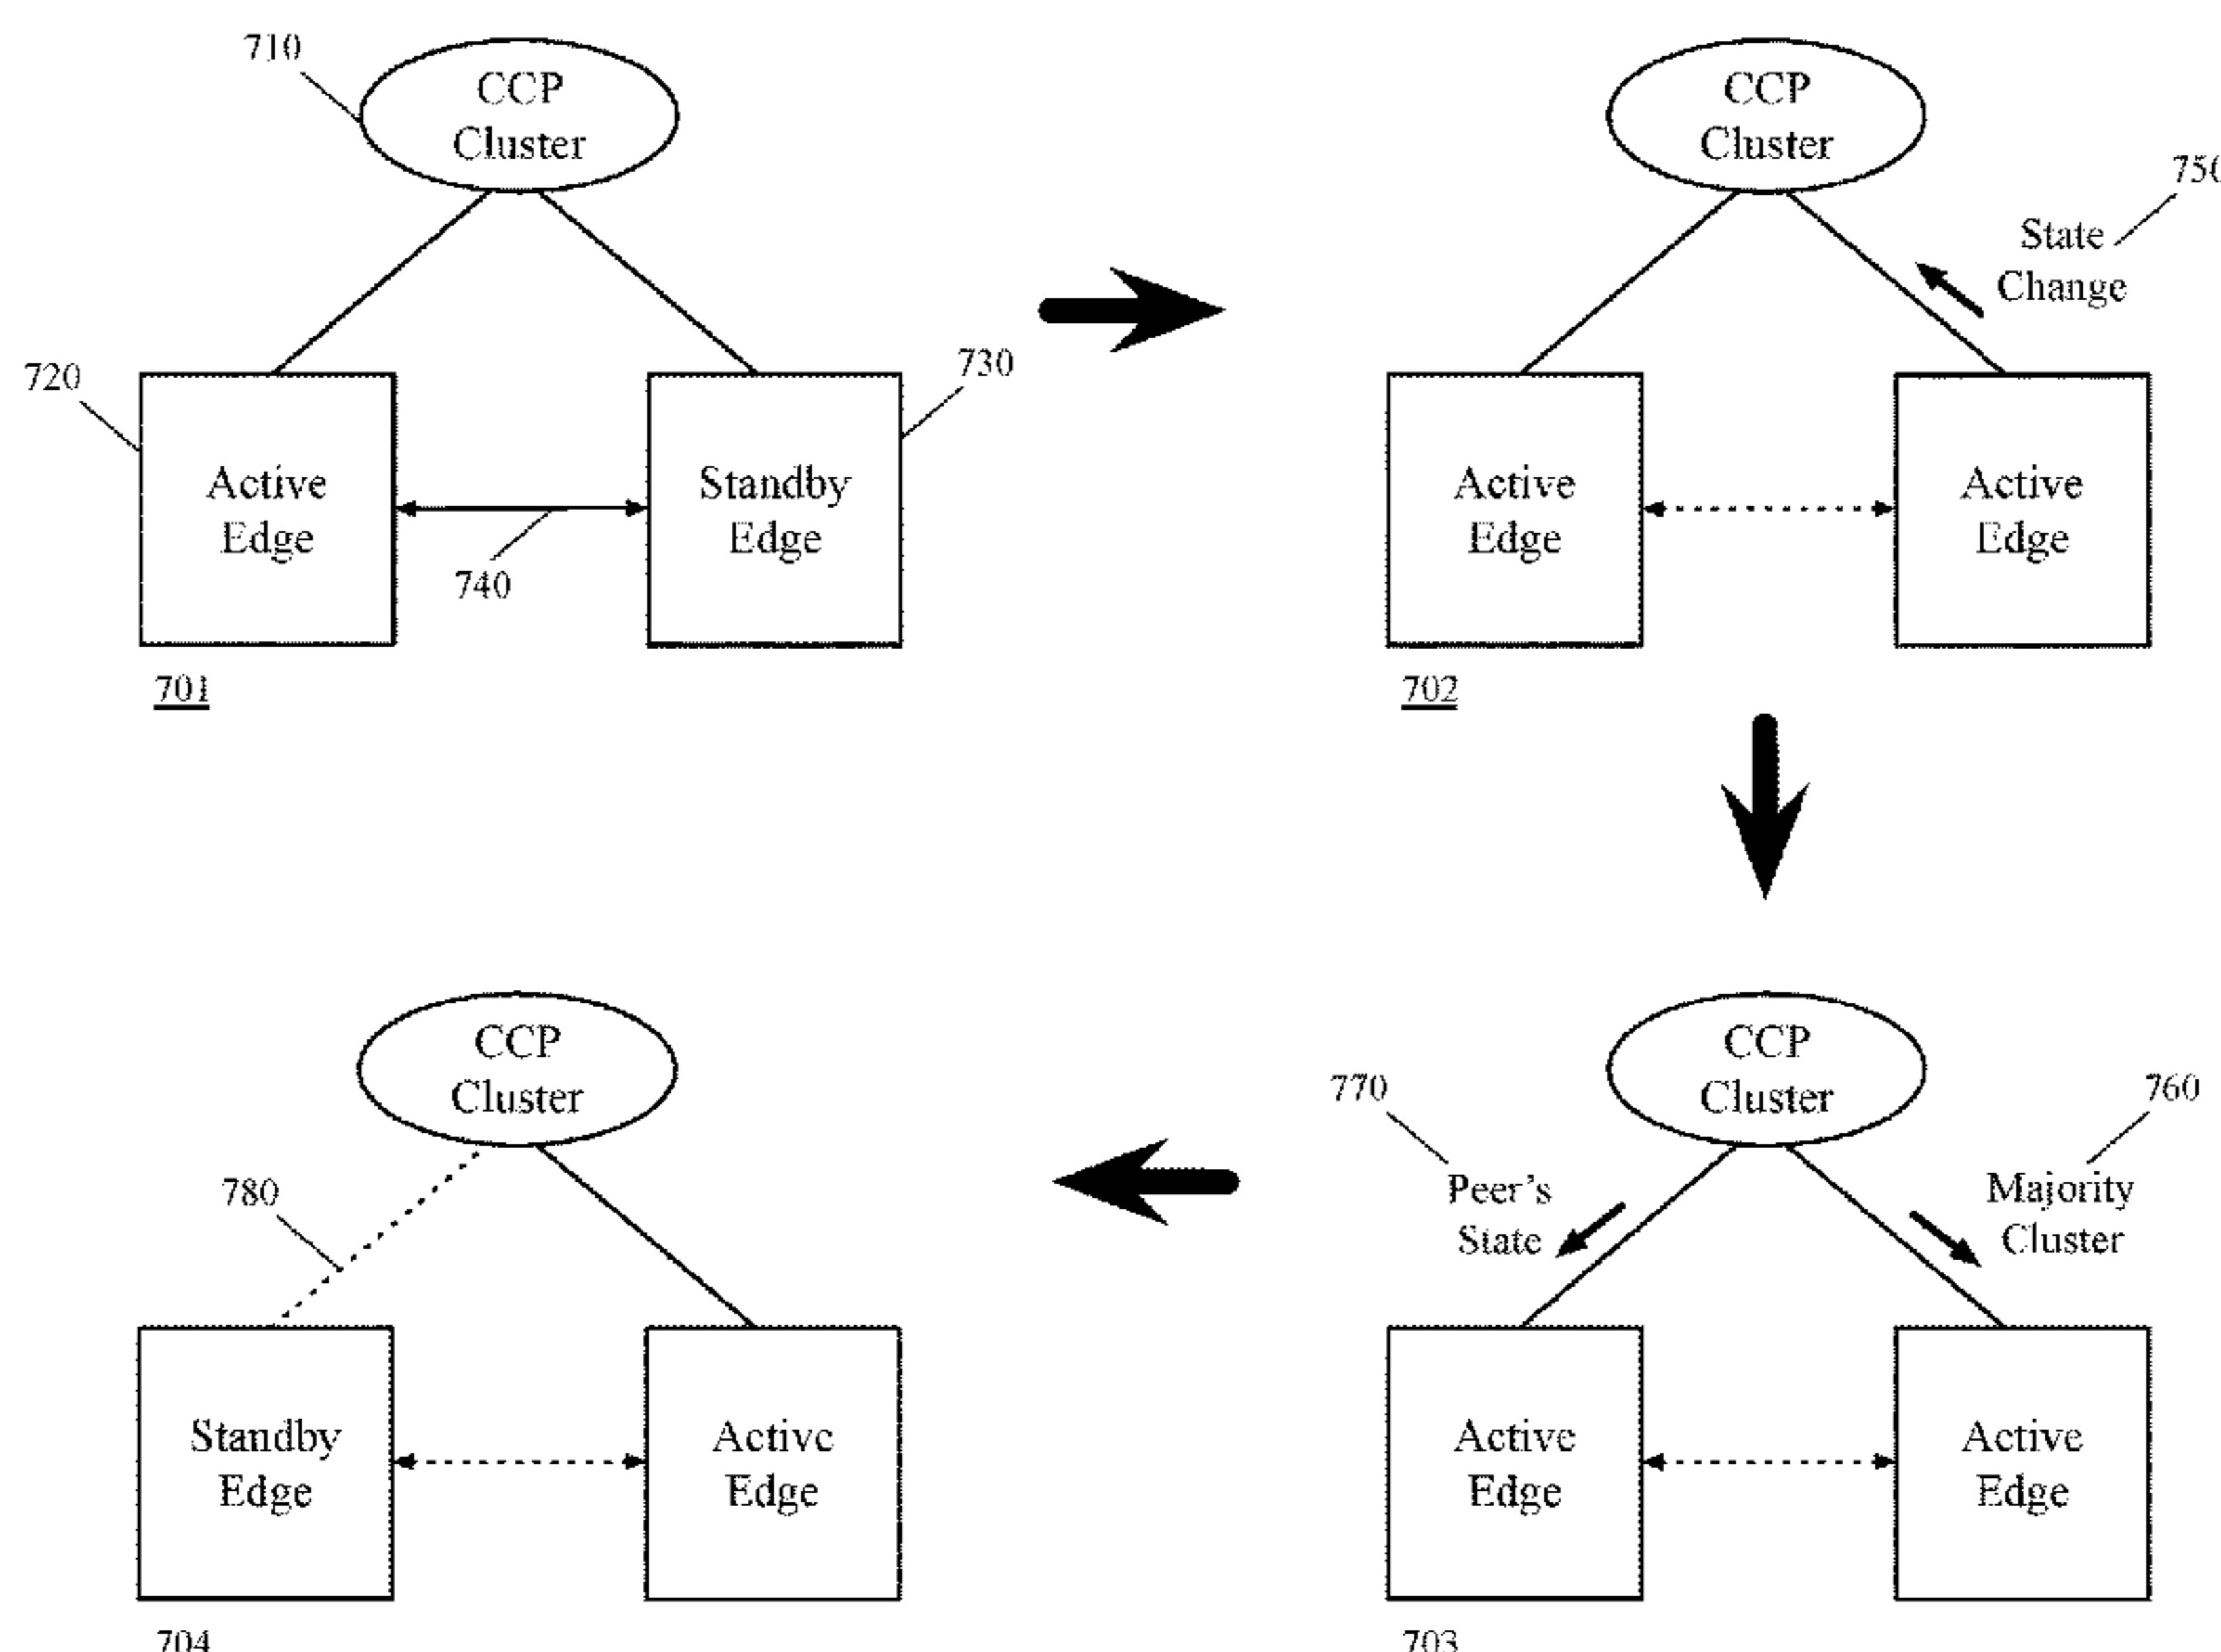 710
CCP
Cluster
720
730
Active
Edge
Standby
Edge
740
701
CCP
Cluster
State
Change
Active
Edge
Active
Edge
702
CCP
Cluster
770
760
Peer's
State
Majority
Cluster
Active
Edge
Active
Edge
703
CCP
Cluster
780
Standby
Edge
Active
Edge
704